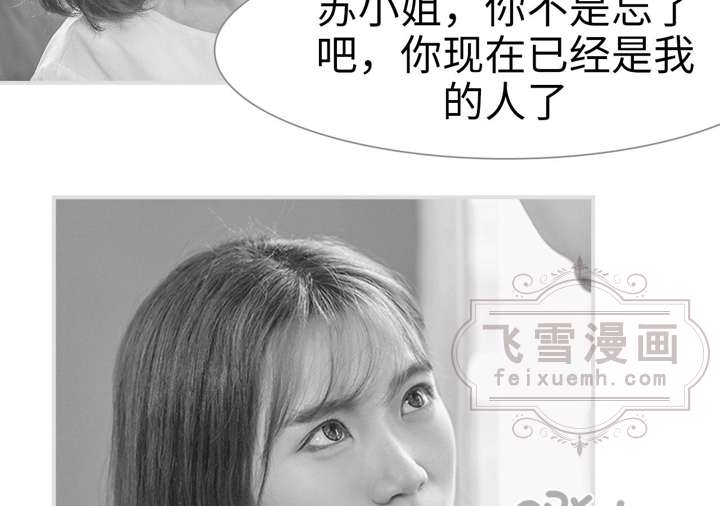 苏小姐，你不是忘了
吧，你现在已经是我
的人了
飞雪漫画
feixuemh.com